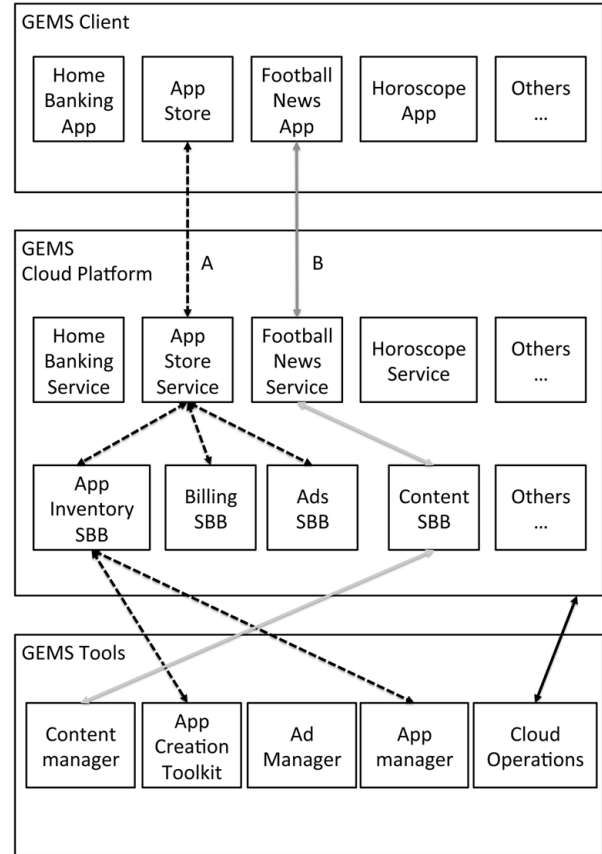 GEMS Client
Home
Banking
App
App
Store
Football
News
App
Horoscope
App
Others
...
A
B
GEMS
Cloud Platform
Home
Banking
Service
App
Store
Service
Football
News
Service
Horoscope
Service
Others
...
App
Inventory
SBB
Billing
SBB
Ads
SBB
Content
SBB
Others
...
GEMS Tools
Content
manager
App
Creation
Toolkit
Ad
Manager
App
manager
Cloud
Operations